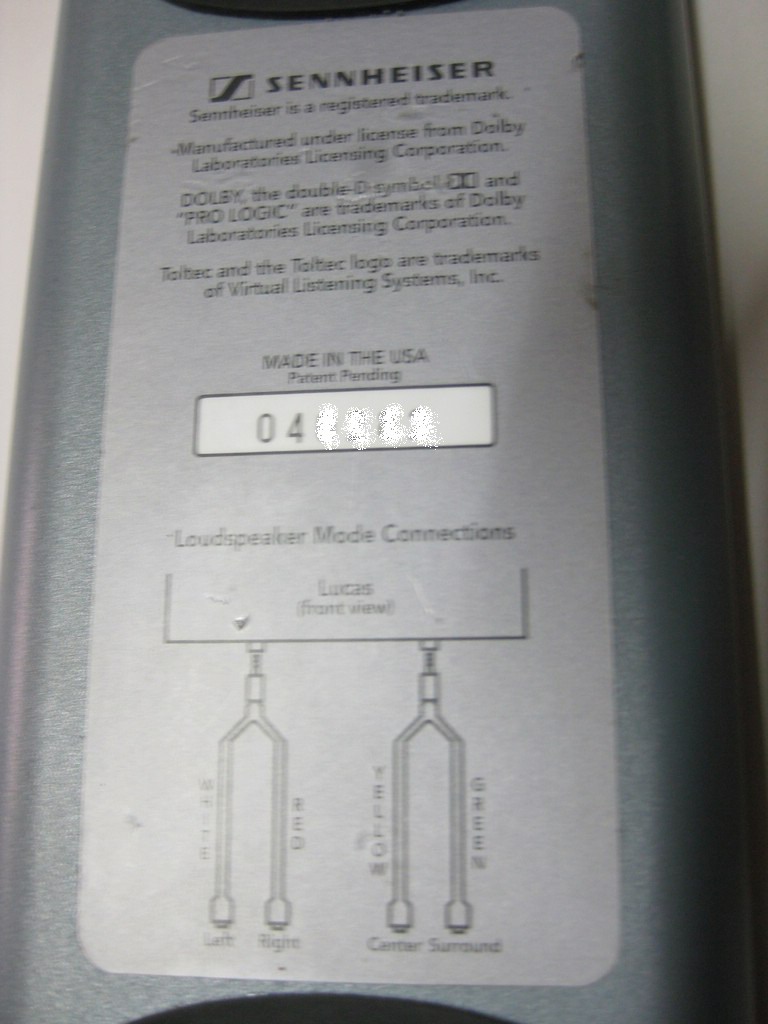 SENNHEISER
Sennheiser is a registered trademark.
Manufactured under license from Dolby
Laboratories Licensing Corporation.
DOLBY, the double-D symbol and
"PRO LOGIC" are trademarks of Dolby
Laboratories Licensing Corporation.
Toltec and the Toltec logo are trademarks
of Virtual Listening Systems, Inc.
MADE IN THE USA
Patent Pending
04
Loudspeaker Mode Connections
Lucas
(front view)
WHITE
RED
YELLOW
GREEN
Left Right Center Surround